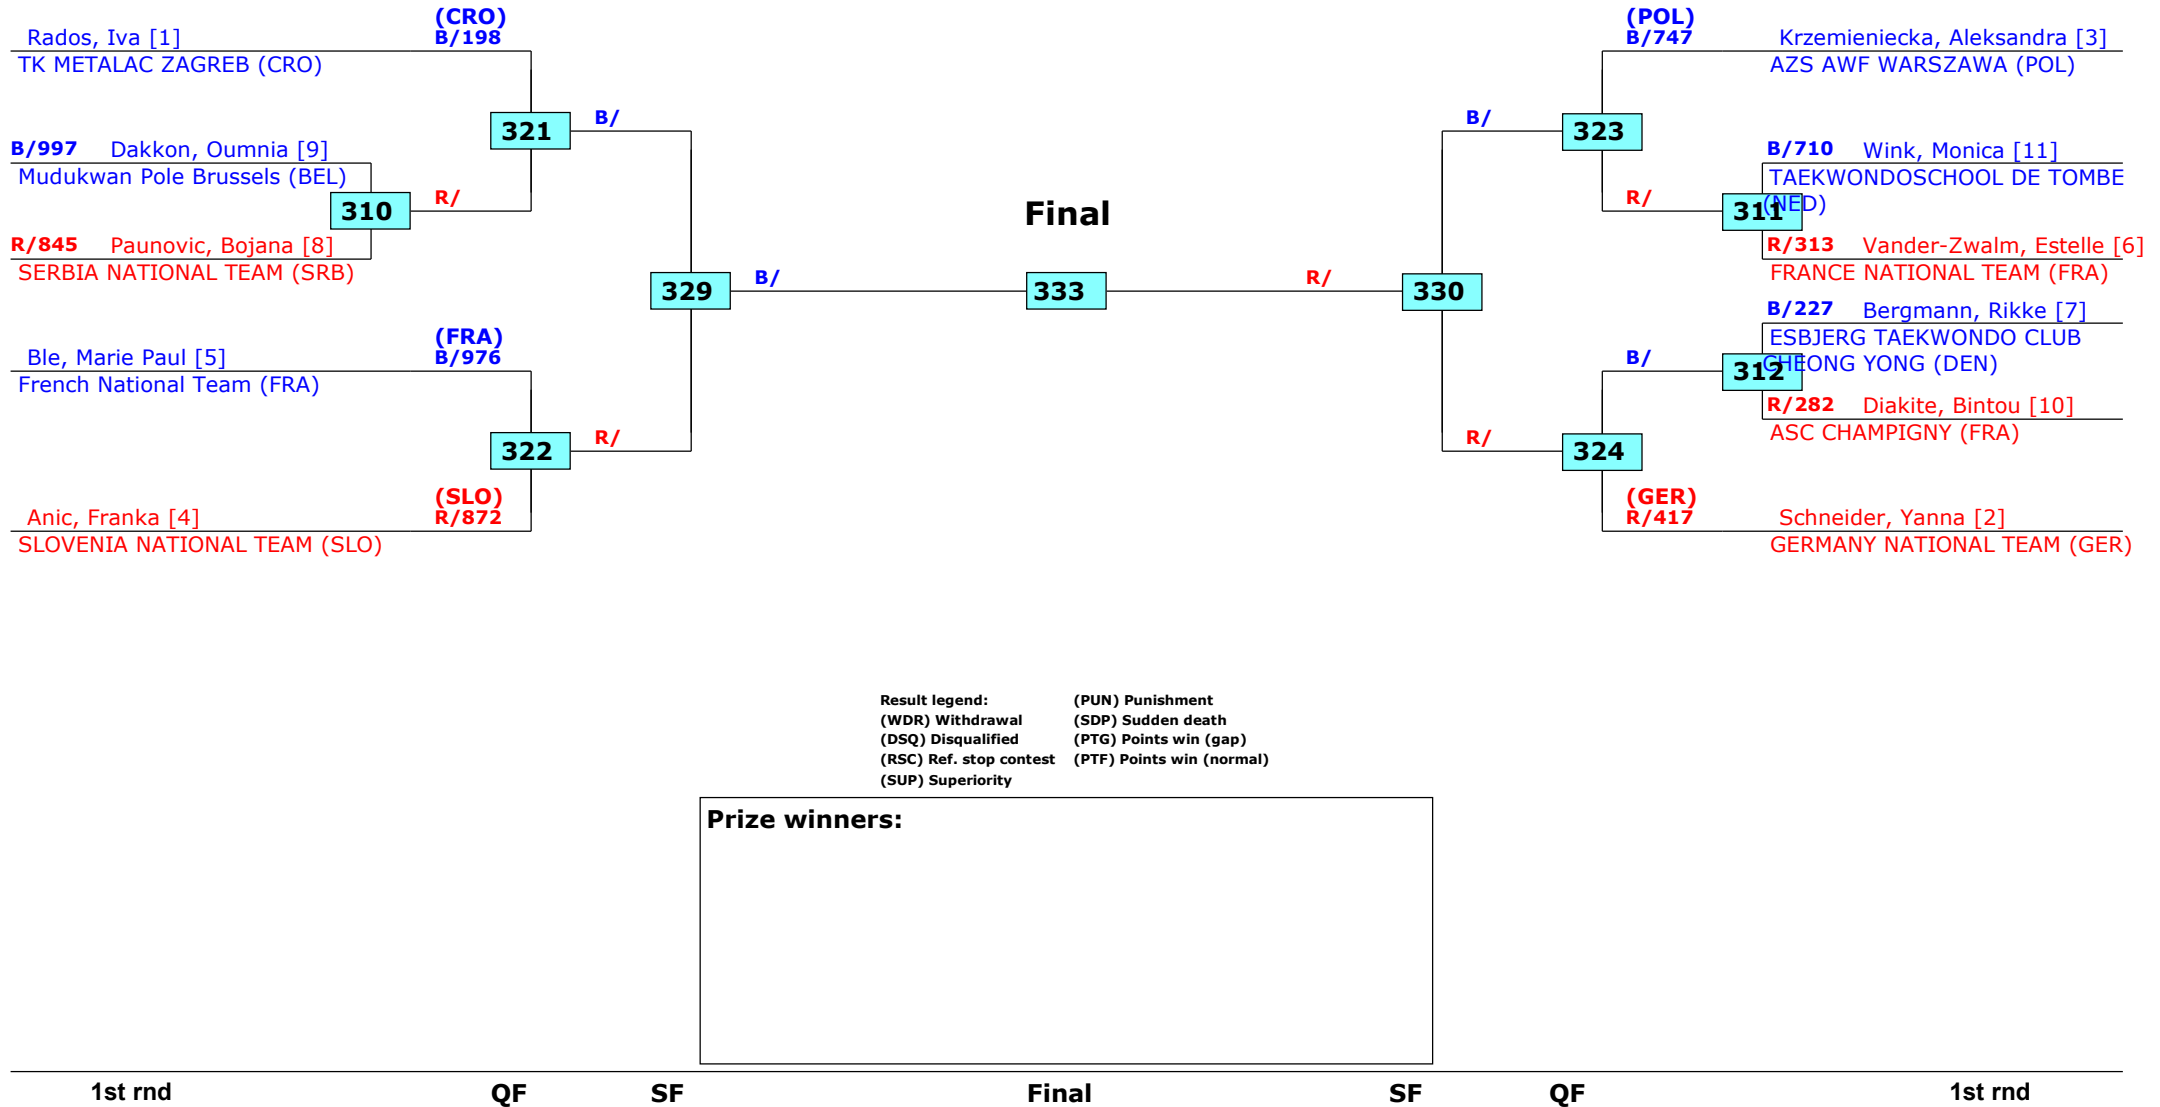 (CRO)
Rados, Iva [1] B/198
TK METALAC ZAGREB (CRO)
321 B/
B/997 Dakkon, Oumnia [9]
Mudukwan Pole Brussels (BEL)
310 R/
R/845 Paunovic, Bojana [8]
SERBIA NATIONAL TEAM (SRB)
329 B/
(FRA)
Ble, Marie Paul [5] B/976
French National Team (FRA)
322 R/
(SLO)
Anic, Franka [4] R/872
SLOVENIA NATIONAL TEAM (SLO)
Final
333
(POL)
B/747 Krzemieniecka, Aleksandra [3]
AZS AWF WARSZAWA (POL)
B/ 323
B/710 Wink, Monica [11]
TAEKWONDOSCHOOL DE TOMBE
(NED)
R/ 311
R/313 Vander-Zwalm, Estelle [6]
FRANCE NATIONAL TEAM (FRA)
R/ 330
B/227 Bergmann, Rikke [7]
ESBJERG TAEKWONDO CLUB
CHEONG YONG (DEN)
B/ 312
R/282 Diakite, Bintou [10]
ASC CHAMPIGNY (FRA)
R/ 324
(GER)
R/417 Schneider, Yanna [2]
GERMANY NATIONAL TEAM (GER)
Result legend: (PUN) Punishment
(WDR) Withdrawal (SDP) Sudden death
(DSQ) Disqualified (PTG) Points win (gap)
(RSC) Ref. stop contest (PTF) Points win (normal)
(SUP) Superiority
Prize winners:
1st rnd QF SF Final SF QF 1st rnd